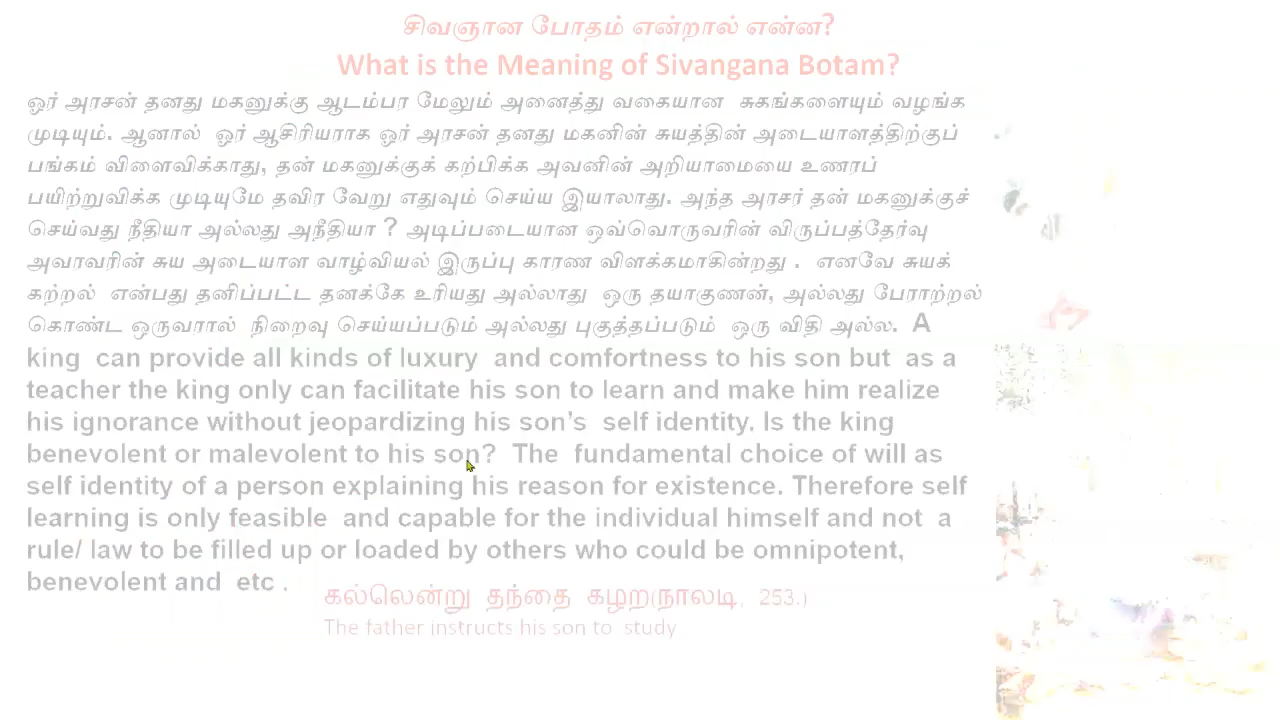 சிவஞான போதம் என்றால் என்ன?
What is the Meaning of Sivangana Botam?
ஓர் அரசன் தனது மகனுக்கு ஆடம்பர மேலும் அனைத்து வகையான சுகங்களையும் வழங்க
முடியும். ஆனால் ஓர் ஆசிரியராக ஓர் அரசன் தனது மகனின் சுயத்தின் அடையாளத்திற்குப்
பங்கம் விளைவிக்காது, தன் மகனுக்குக் கற்பிக்க அவனின் அறியாமையை உணரப்
பயிற்றுவிக்க முடியுமே தவிர வேறு எதுவும் செய்ய இயாலாது. அந்த அரசர் தன் மகனுக்குச்
செய்வது நீதியா அல்லது அநீதியா ? அடிப்படையான ஒவ்வொருவரின் விருப்பத்தேர்வு
அவரவரின் சுய அடையாள வாழ்வியல் இருப்பு காரண விளக்கமாகின்றது . எனவே சுயக்
கற்றல் என்பது தனிப்பட்ட தனக்கே உரியது அல்லாது ஒரு தயாகுணன், அல்லது பேராற்றல்
கொண்ட ஒருவரால் நிறைவு செய்யப்படும் அல்லது புகுத்தப்படும் ஒரு விதி அல்ல. A
king can provide all kinds of luxury and comfortness to his son but as a
teacher the king only can facilitate his son to learn and make him realize
his ignorance without jeopardizing his son's self identity. Is the king
benevolent or malevolent to his son? The fundamental choice of will as
self identity of a person explaining his reason for existence. Therefore self
learning is only feasible and capable for the individual himself and not a
rule/ law to be filled up or loaded by others who could be omnipotent,
benevolent and etc .
கல்லென்று தந்தை கழற(நாலடி, 253.)
The father instructs his son to study